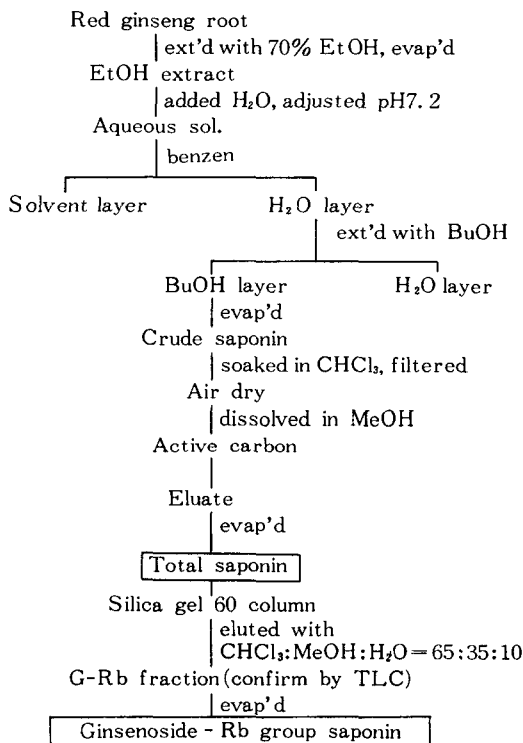 Red ginseng root
ext'd with 70% EtOH, evap'd
EtOH extract
added H₂O, adjusted pH7.2
Aqueous sol.
benzen
Solvent layer
H₂O layer
ext'd with BuOH
BuOH layer
H₂O layer
evap'd
Crude saponin
soaked in CHCl₃, filtered
Air dry
dissolved in MeOH
Active carbon
Eluate
evap'd
Total saponin
Silica gel 60 column
eluted with
CHCl₃:MeOH:H₂O=65:35:10
G-Rb fraction(confirm by TLC)
evap'd
Ginsenoside-Rb group saponin